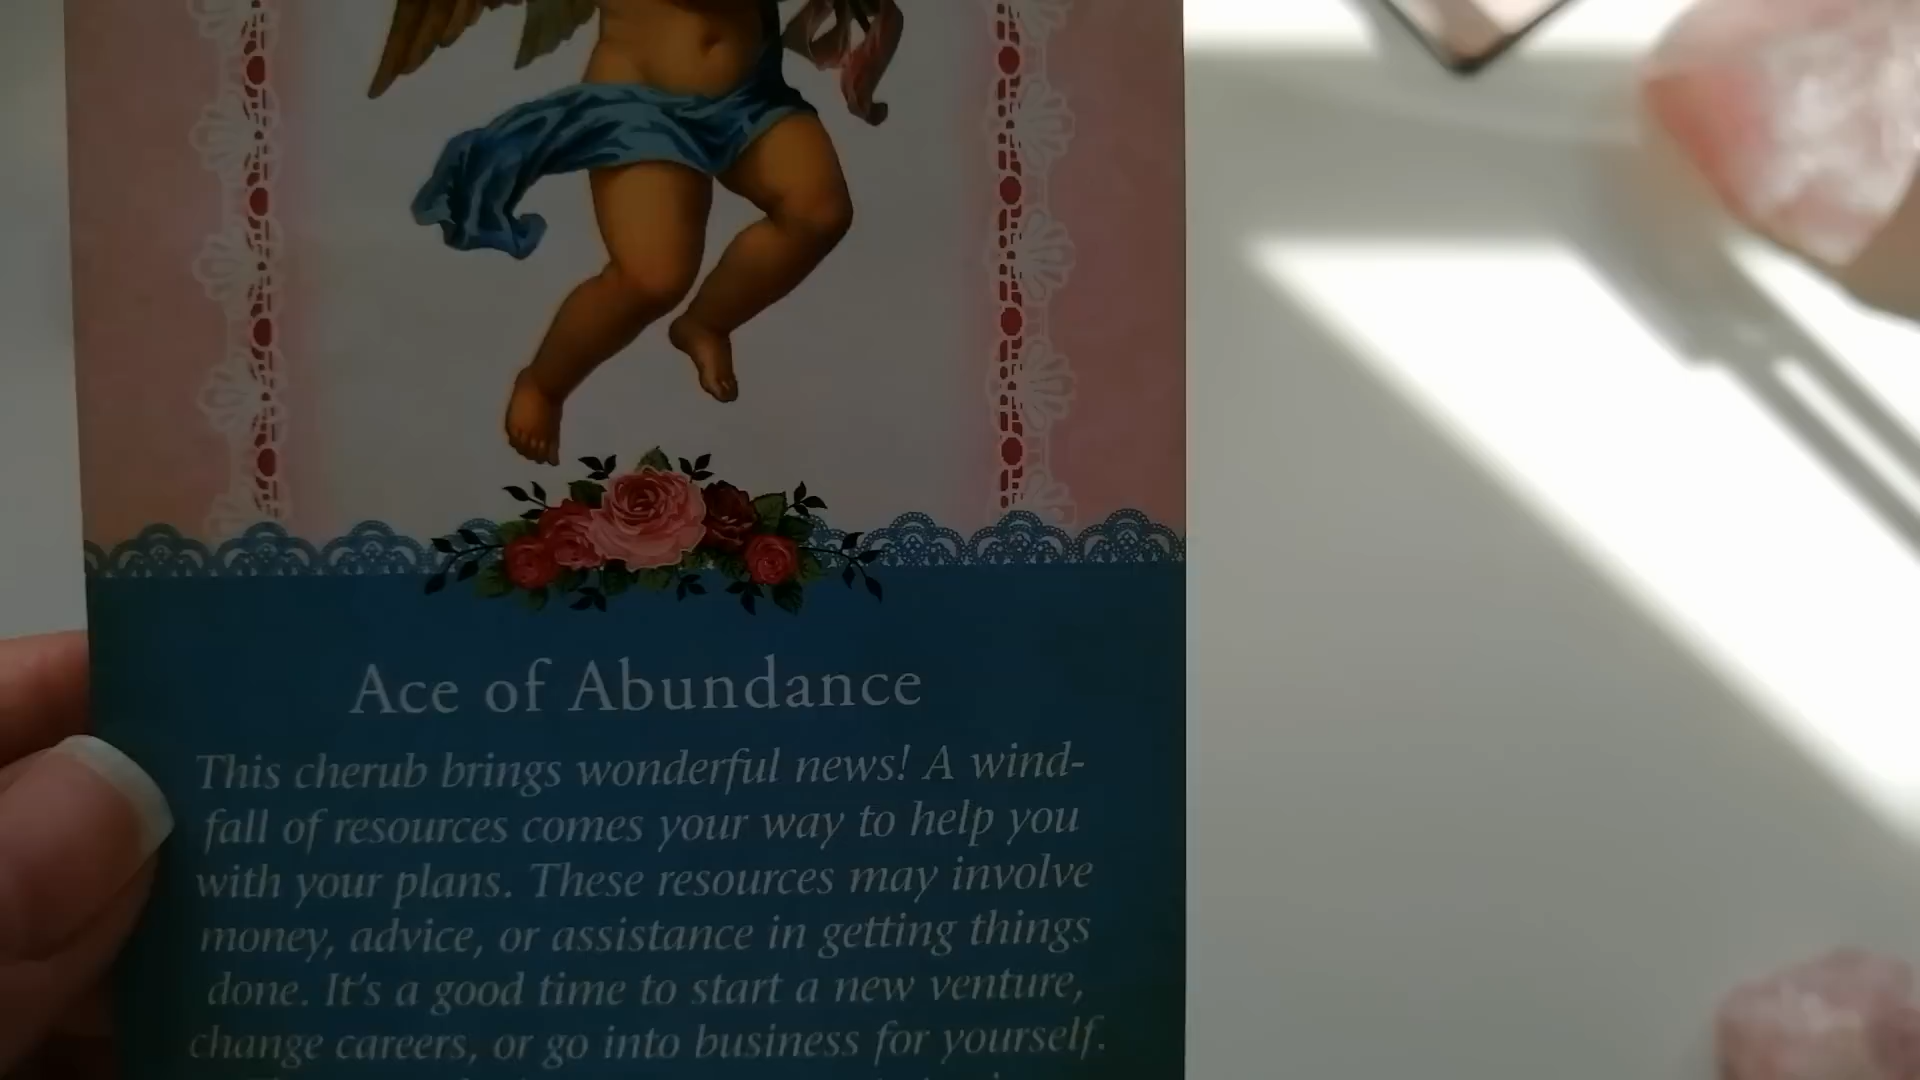 Ace of Abundance
This cherub brings wonderful news! A wind-
fall of resources comes your way to help you
with your plans. These resources may involve
money, advice, or assistance in getting things
done. It's a good time to start a new venture,
change careers, or go into business for yourself.